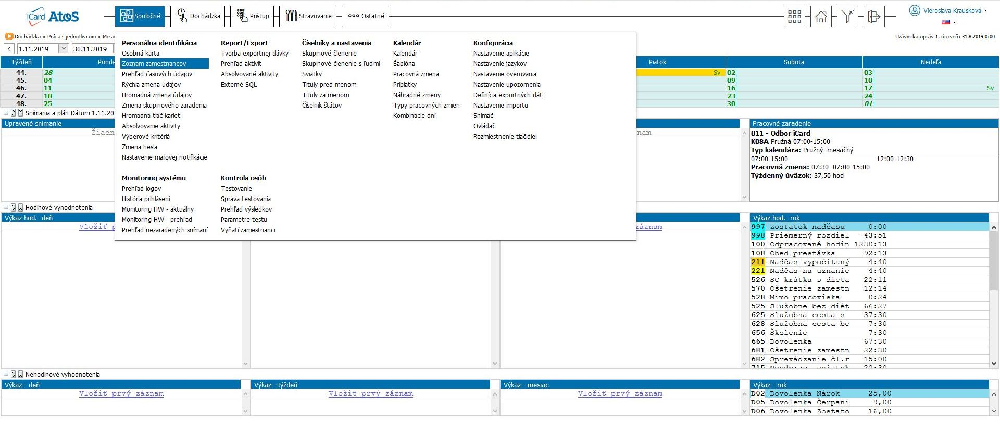 iCard Atos
Spoločné
Dochádzka
Prístup
Stravovanie
Ostatné
Vieroslava Krausková
Dochádzka > Práca s jednotlivcom >
Uzávierka opráv 1. úroveň: 31.8.2019 0:00
1.11.2019
30.11.2019
Personálna identifikácia
Osobná karta
Zoznam zamestnancov
Prehľad časových údajov
Rýchla zmena údajov
Hromadná zmena údajov
Zmena skupinového zaradenia
Hromadná tlač kariet
Absolvovanie aktivity
Výberové kritériá
Zmena hesla
Nastavenie mailovej notifikácie
Report/Export
Tvorba exportnej dávky
Prehľad aktivít
Absolvované aktivity
Externé SQL
Číselníky a nastavenia
Skupinové členenie
Skupinové členenie s ľuďmi
Sviatky
Tituly pred menom
Tituly za menom
Číselník štátov
Kalendár
Kalendár
Šablóna
Pracovná zmena
Príplatky
Náhradné zmeny
Typy pracovných zmien
Kombinácie dní
Konfigurácia
Nastavenie aplikácie
Nastavenie jazykov
Nastavenie overovania
Nastavenie upozornenia
Definícia exportných dát
Nastavenie importu
Snímač
Ovládač
Rozmiestnenie tlačidiel
Monitoring systému
Prehľad logov
História prihlásení
Monitoring HW - aktuálny
Monitoring HW - prehľad
Prehľad nezaradených snímaní
Kontrola osôb
Testovanie
Správa testovania
Prehľad výsledkov
Parametre testu
Vyňatí zamestnanci
Týždeň Piatok Sobota Nedeľa
44. 28 Sv 02 03
45. 04 09 10
46. 11 16 17 Sv
47. 18 23 24
48. 25 30 01
Snímania a plán Dátum 1.11.20
Upravené snímanie
Pracovné zaradenie
011 - Odbor iCard
K08A Pružná 07:00-15:00
Typ kalendára: Pružný mesačný
07:00-15:00 12:00-12:30
Pracovná zmena: 07:30 07:00-15:00
Týždenný úväzok: 37,50 hod
Hodinové vyhodnotenia
Výkaz hod.- deň
Vložiť
záznam
Výkaz hod.- rok
997 Zostatok nadčasu 0:00
998 Priemerný rozdiel -43:51
100 Odpracované hodin 1230:13
108 Obed prestávka 92:13
211 Nadčas vypočítaný 4:40
221 Nadčas na uznanie 4:40
526 SC krátka s dieta 22:11
570 Ošetrenie zamestn 12:14
528 Mimo pracoviska 0:24
525 Služobne bez diét 66:27
625 Služobná cesta s 37:30
628 Služobná cesta be 7:30
656 Školenie 7:30
665 Dovolenka 67:30
681 Ošetrenie zamestn 22:30
682 Sprevádzanie čl.r 15:00
Nehodinové vyhodnotenia
Výkaz - deň
Vložiť prvý záznam
Výkaz - týždeň
Vložiť prvý záznam
Výkaz - mesiac
Vložiť prvý záznam
Výkaz - rok
D02 Dovolenka Nárok 25,00
D05 Dovolenka Čerpani 9,00
D06 Dovolenka Zostato 16,00